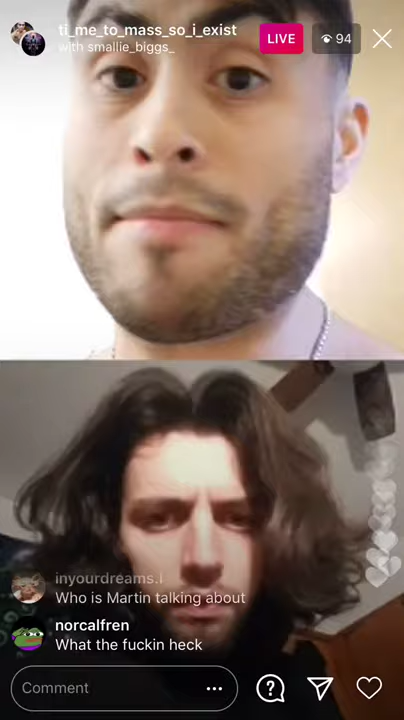 ti_me_to_mass_so_i_exist
with smallie_biggs_
LIVE
94
inyourdreams.l
Who is Martin talking about
norcalfren
What the fuckin heck
Comment